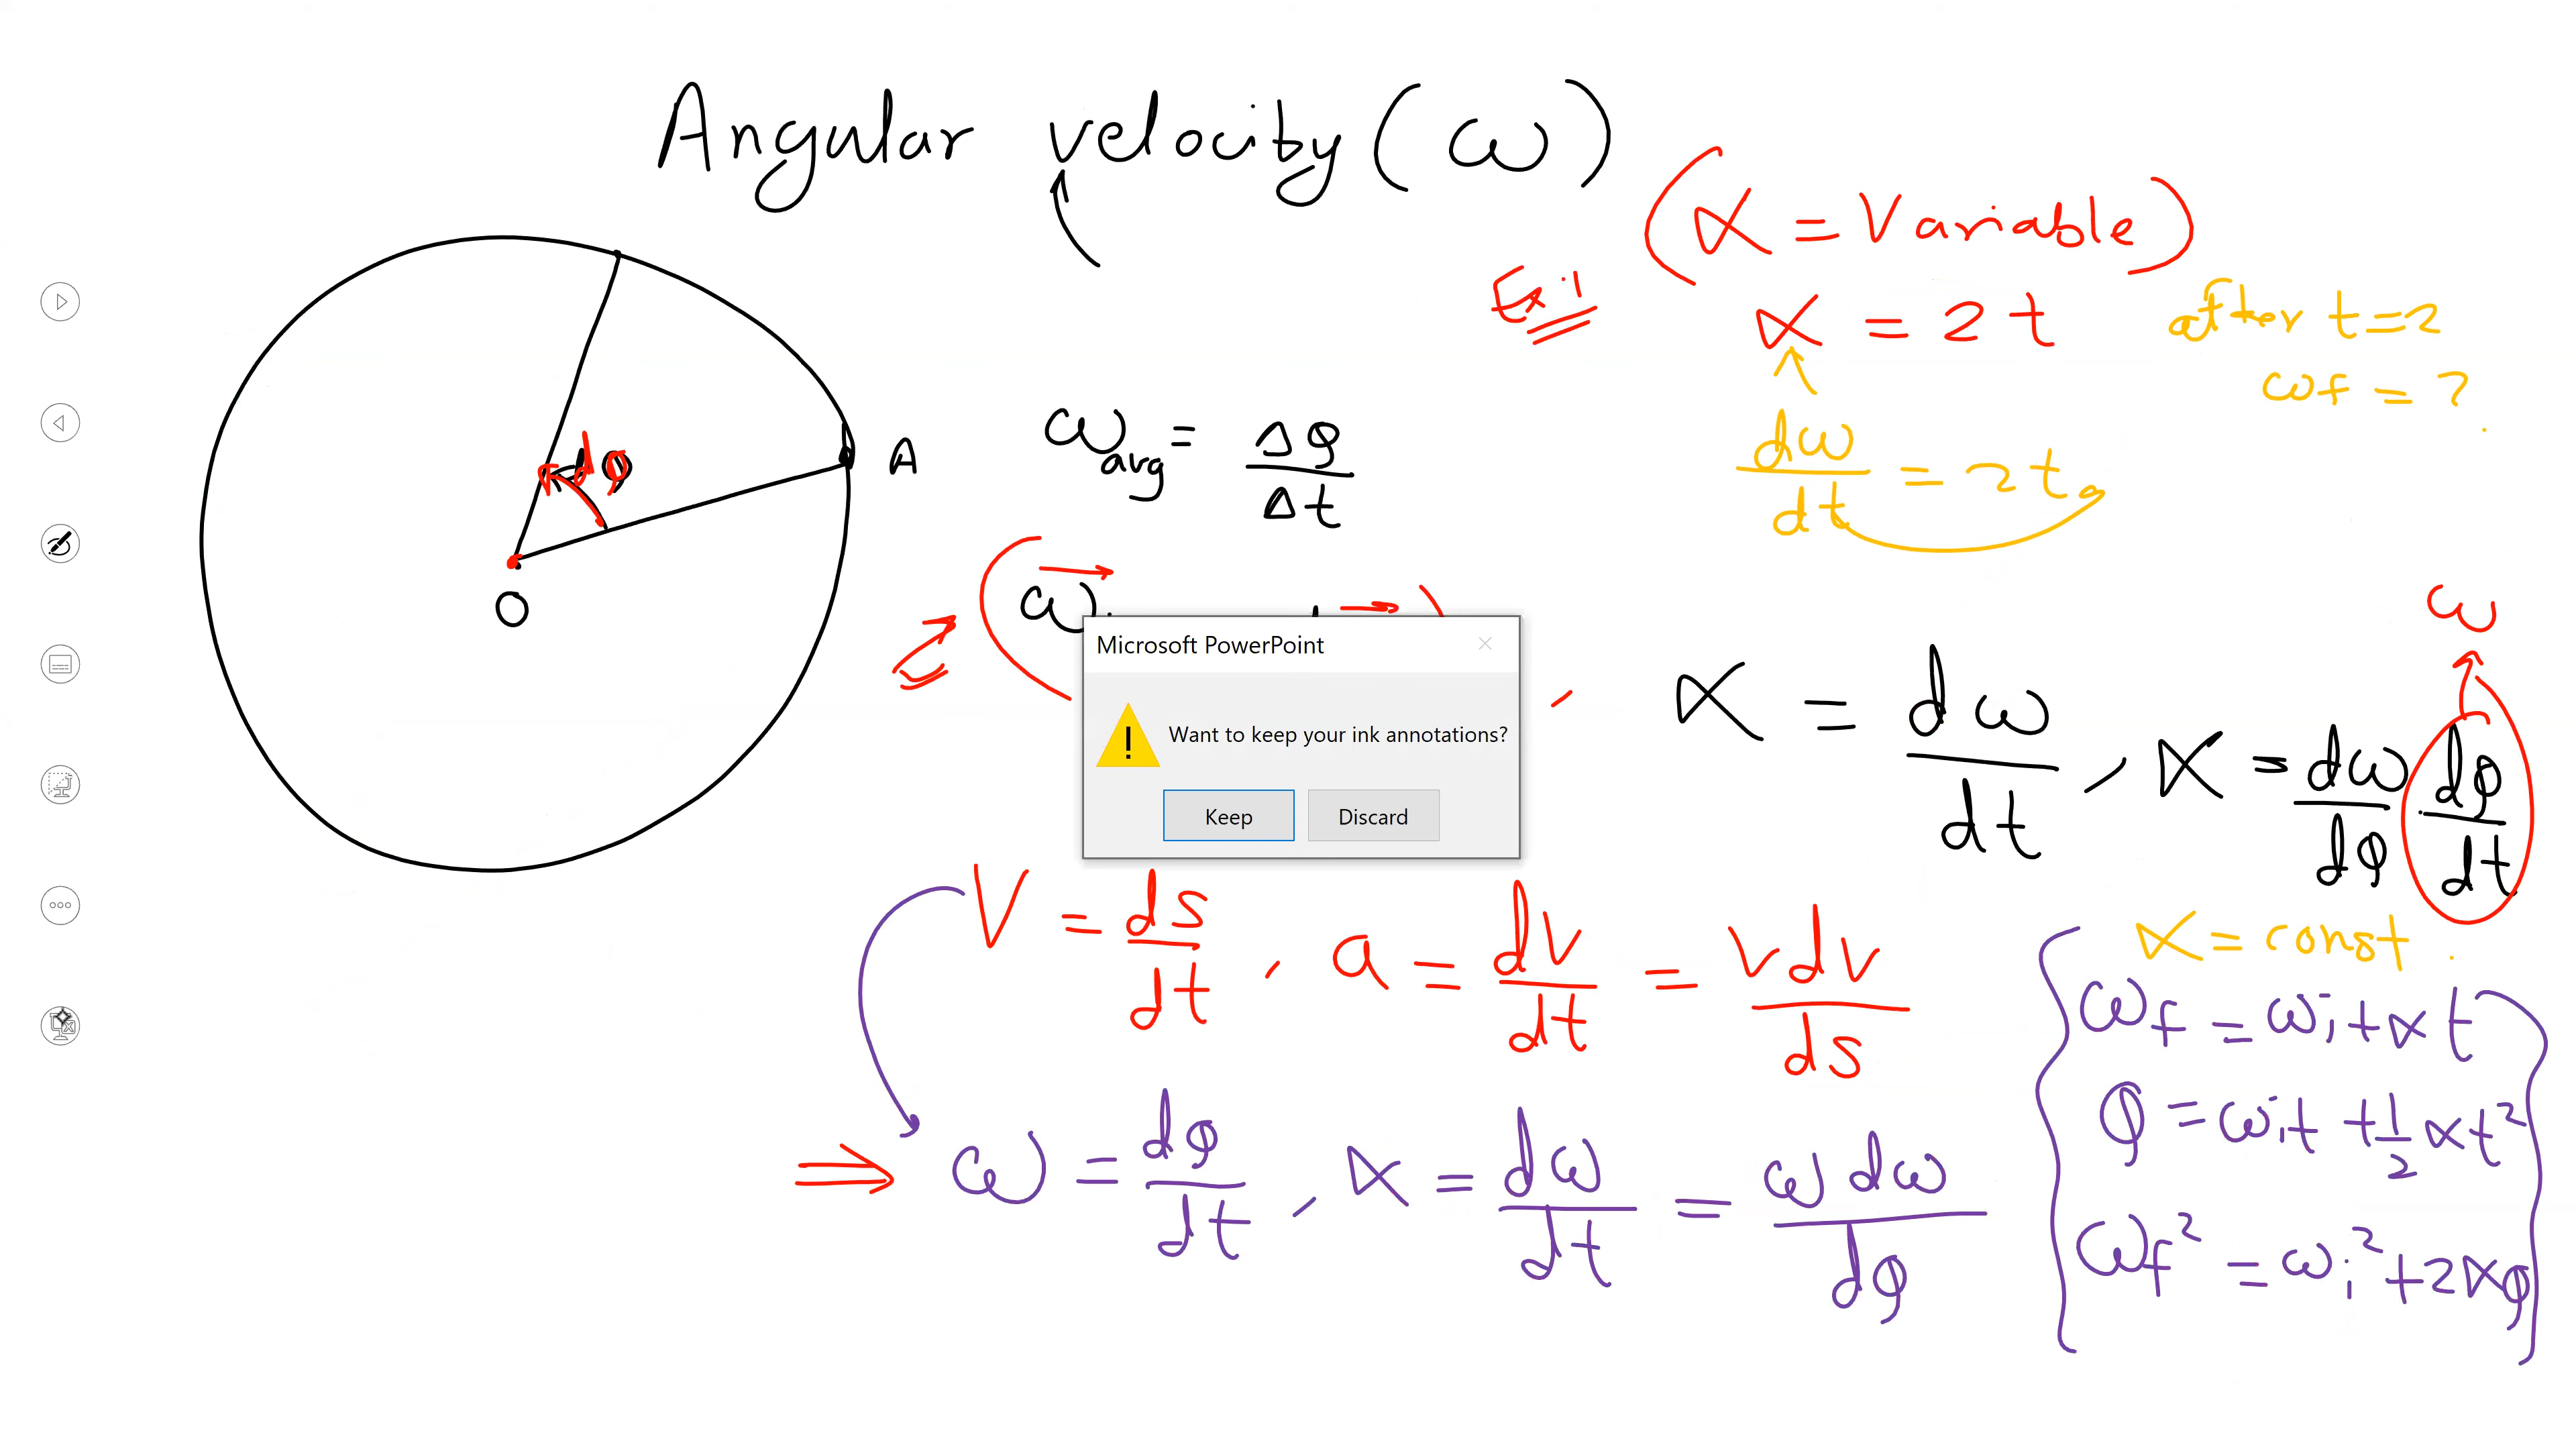 Angular velocity (ω)
(α = Variable)
Ex:1
α = 2t
after t=2
ωf = ?
dω/dt = 2t
dφ
A
O
ωavg = Δφ/Δt
ω
α = dω/dt , α = dω/dφ dφ/dt
ω
Microsoft PowerPoint
Want to keep your ink annotations?
Keep
Discard
V = ds/dt , a = dv/dt = vdv/ds
⇒ ω = dφ/dt , α = dω/dt = ω dω/dφ
α = const.
ωf = ωi + αt
φ = ωit + 1/2 αt²
ωf² = ωi² + 2αφ